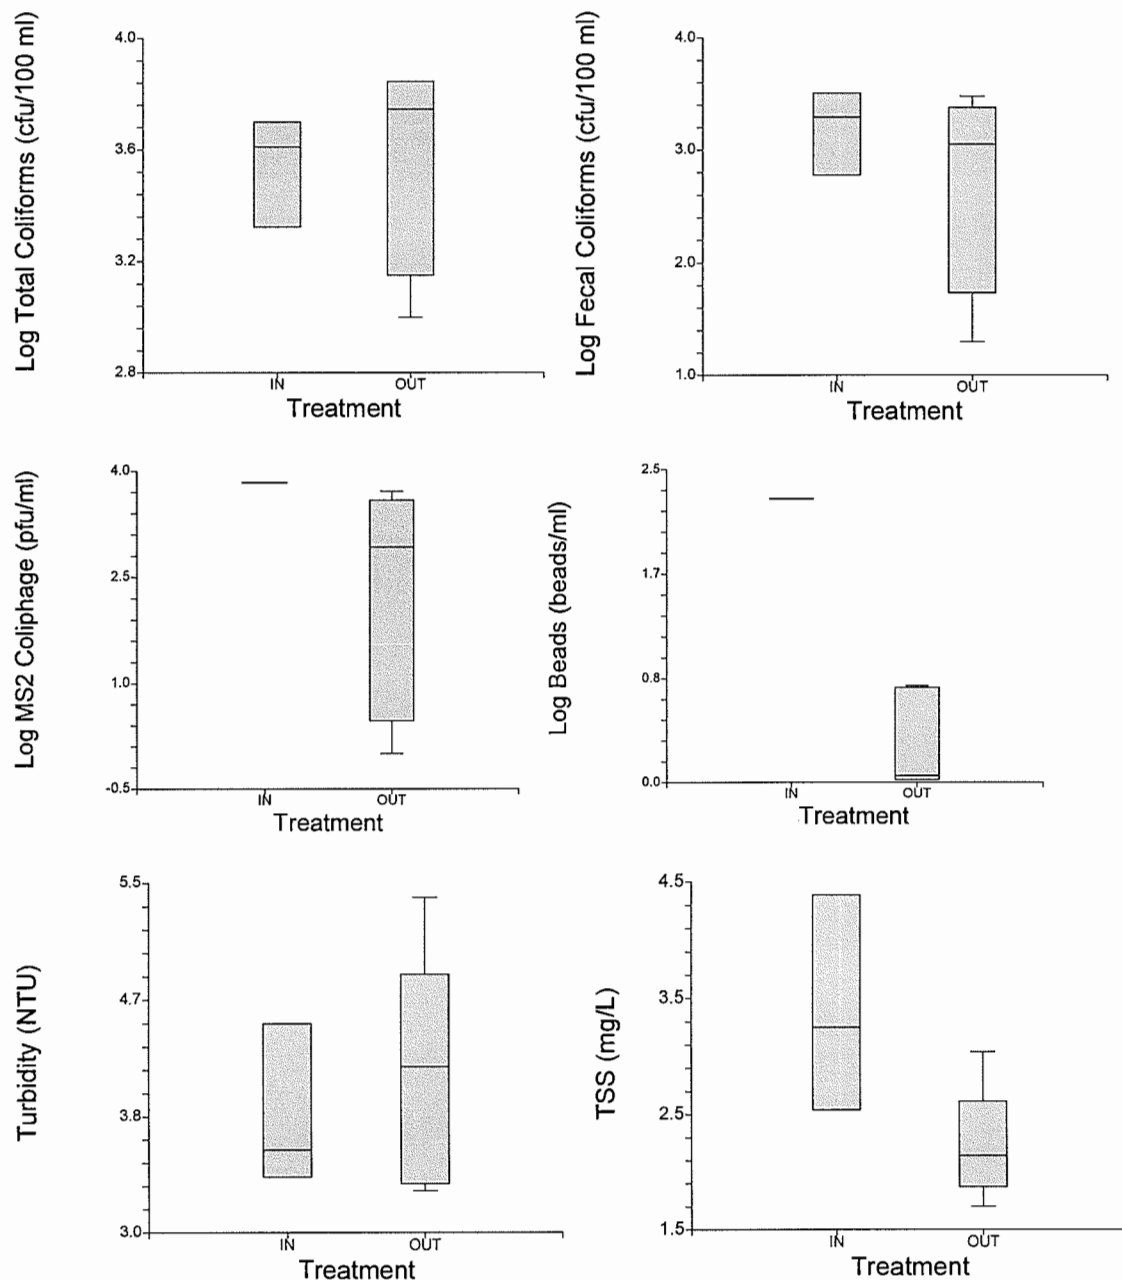 Log Total Coliforms (cfu/100 ml)
4.0
3.6
3.2
2.8
IN OUT
Treatment
Log Fecal Coliforms (cfu/100 ml)
4.0
3.0
2.0
1.0
IN OUT
Treatment
Log MS2 Coliphage (pfu/ml)
4.0
2.5
1.0
-0.5
IN OUT
Treatment
Log Beads (beads/ml)
2.5
1.7
0.8
0.0
IN OUT
Treatment
Turbidity (NTU)
5.5
4.7
3.8
3.0
IN OUT
Treatment
TSS (mg/L)
4.5
3.5
2.5
1.5
IN OUT
Treatment